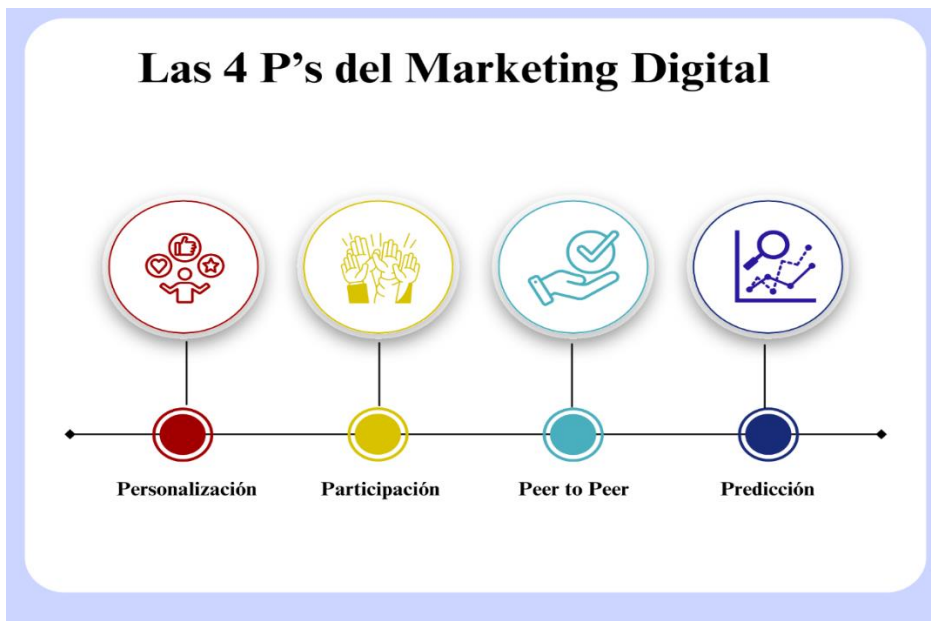 Las 4 P’s del Marketing Digital
Personalización
Participación
Peer to Peer
Predicción